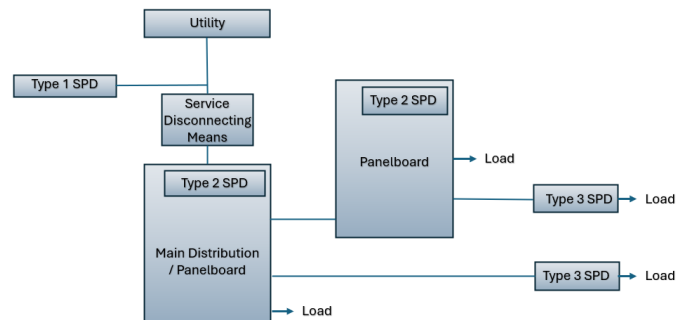 Utility
Type 1 SPD
Service
Disconnecting
Means
Type 2 SPD
Main Distribution
/ Panelboard
Load
Type 2 SPD
Panelboard
Load
Type 3 SPD
Load
Type 3 SPD
Load